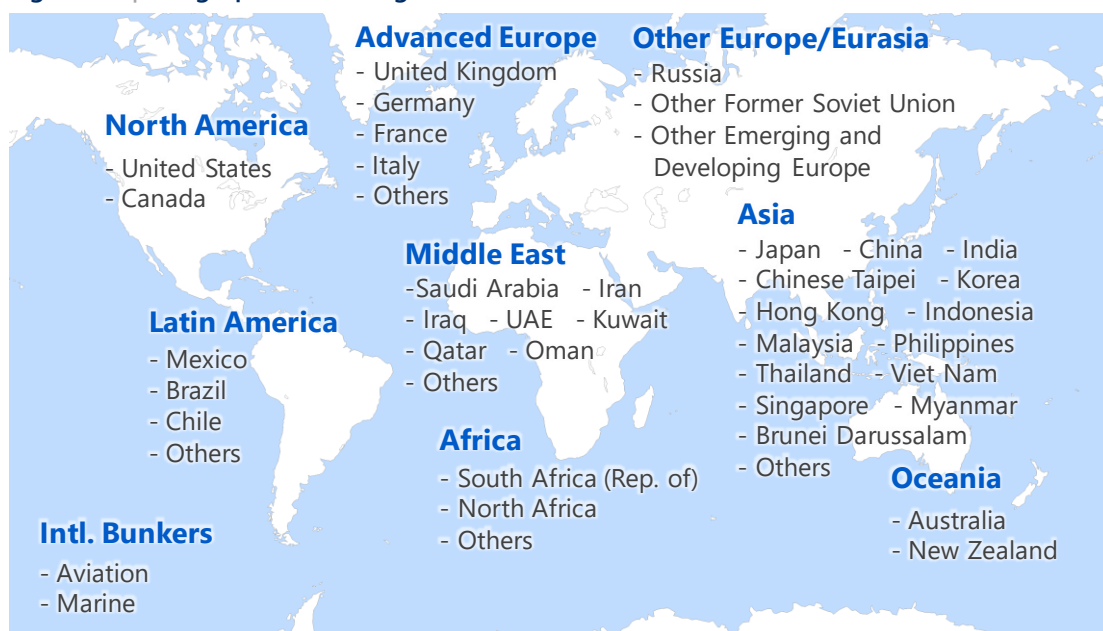 Advanced Europe
- United Kingdom
- Germany
- France
- Italy
- Others
Other Europe/Eurasia
- Russia
- Other Former Soviet Union
- Other Emerging and
Developing Europe
North America
- United States
- Canada
Asia
- Japan - China - India
- Chinese Taipei - Korea
- Hong Kong - Indonesia
- Malaysia - Philippines
- Thailand - Viet Nam
- Singapore - Myanmar
- Brunei Darussalam
- Others
Middle East
-Saudi Arabia - Iran
- Iraq - UAE - Kuwait
- Qatar - Oman
- Others
Latin America
- Mexico
- Brazil
- Chile
- Others
Africa
- South Africa (Rep. of)
- North Africa
- Others
Oceania
- Australia
- New Zealand
Intl. Bunkers
- Aviation
- Marine